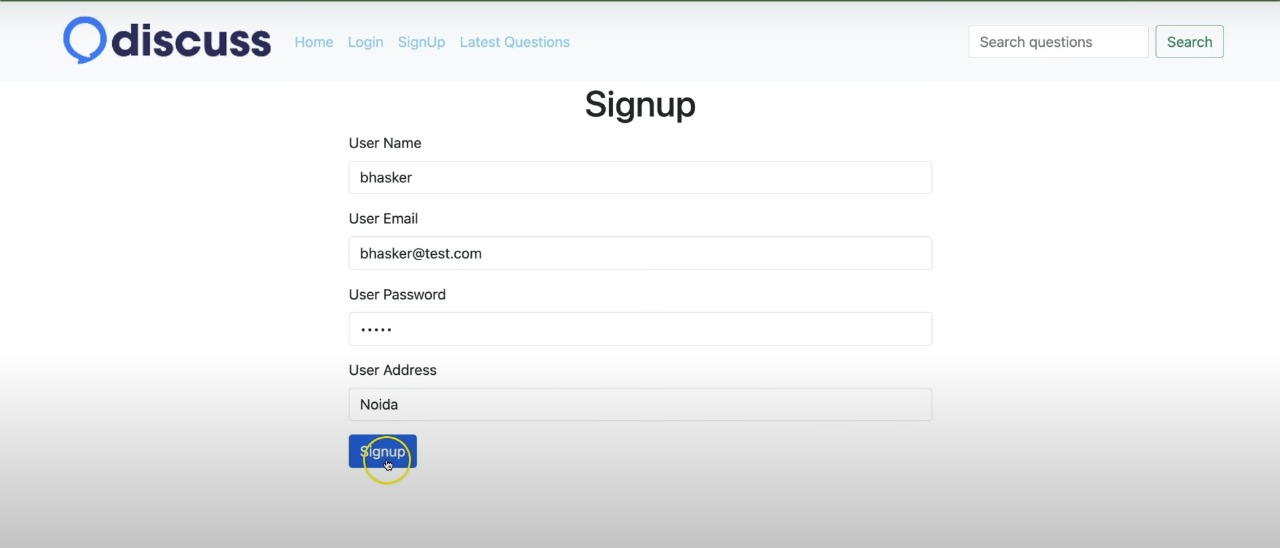 discuss Home Login SignUp Latest Questions Search questions Search
Signup
User Name
bhasker
User Email
bhasker@test.com
User Password
•••••
User Address
Noida
Signup